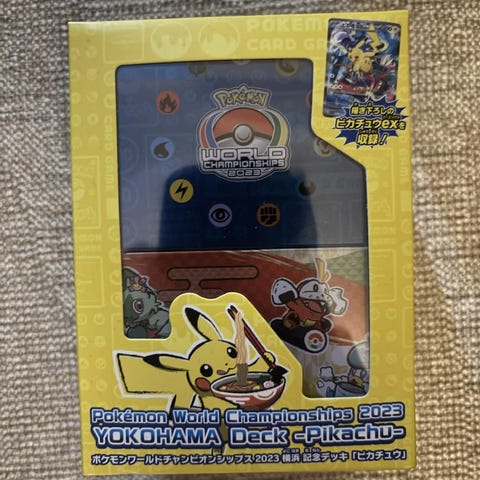 POKÉMON
CARD GAME
描き下ろしの
ピカチュウexを
収録!
Pokémon
WORLD
CHAMPIONSHIPS
2023
Pokémon World Championships 2023
YOKOHAMA Deck -Pikachu-
ポケモンワールドチャンピオンシップス2023 横浜 記念デッキ「ピカチュウ」